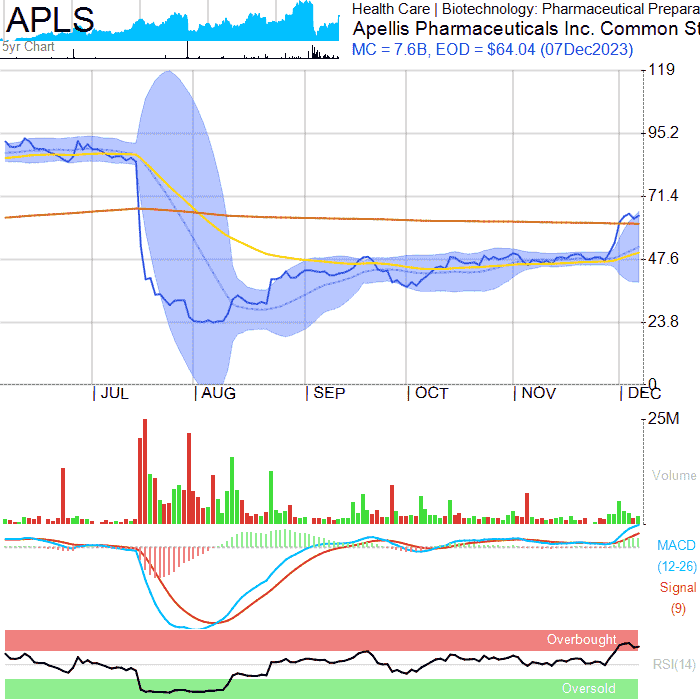 APLS
5yr Chart
Health Care | Biotechnology: Pharmaceutical Prepara
Apellis Pharmaceuticals Inc. Common St
MC = 7.6B, EOD = $64.04 (07Dec2023)
119
95.2
71.4
47.6
23.8
0
JUL AUG SEP OCT NOV DEC
25M
Volume
MACD
(12-26)
Signal
(9)
Overbought
RSI(14)
Oversold